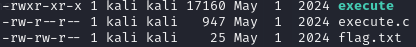 -rwxr-xr-x 1 kali kali 17160 May  1  2024 execute
-rw-r--r-- 1 kali kali   947 May  1  2024 execute.c
-rw-rw-r-- 1 kali kali    25 May  1  2024 flag.txt